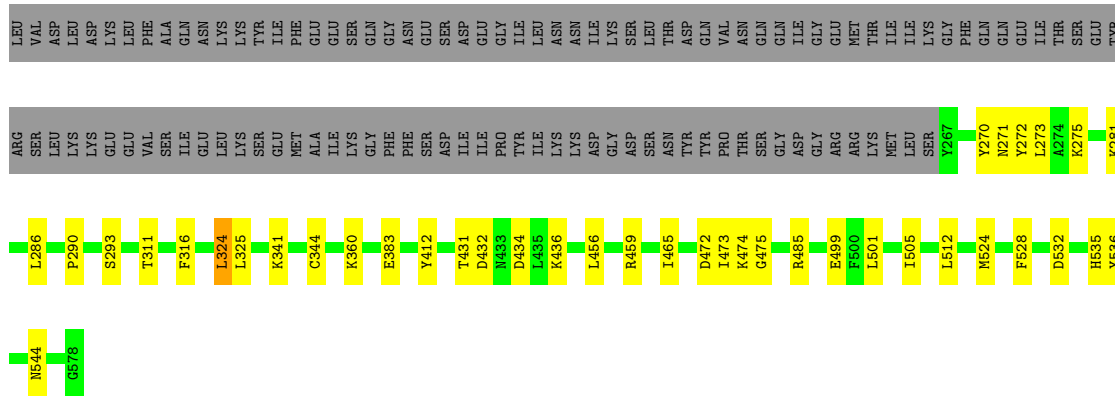 LEU VAL ASP LEU ASP LYS LEU PHE ALA GLN ASN LYS LYS TYR ILE PHE GLU GLU SER GLN GLY ASN GLU SER ASP GLU GLY ILE LEU ASN ASN ILE LYS SER LEU THR ASP GLN VAL ASN GLN GLN ILE GLY GLU MET THR ILE ILE LYS GLY PHE GLN GLN GLU ILE THR SER GLU TYR
ARG SER LEU LYS LYS GLU GLU VAL SER ILE GLU LEU LYS SER GLU MET ALA ILE LYS GLY PHE PHE SER ASP ILE ILE PRO TYR ILE LYS LYS ASP GLY ASP SER ASN TYR TYR PRO THR SER GLY ASP GLY ARG ARG LYS MET LEU SER Y267 Y270 N271 Y272 L273 A274 K275 K281
L286 P290 S293 T311 F316 L324 L325 K341 C344 K360 E383 Y412 T431 D432 N433 D434 L435 K436 L456 R459 I465 D472 I473 K474 G475 R485 E499 F500 L501 I505 L512 M524 F528 D532 H535 Y536
N544 G578